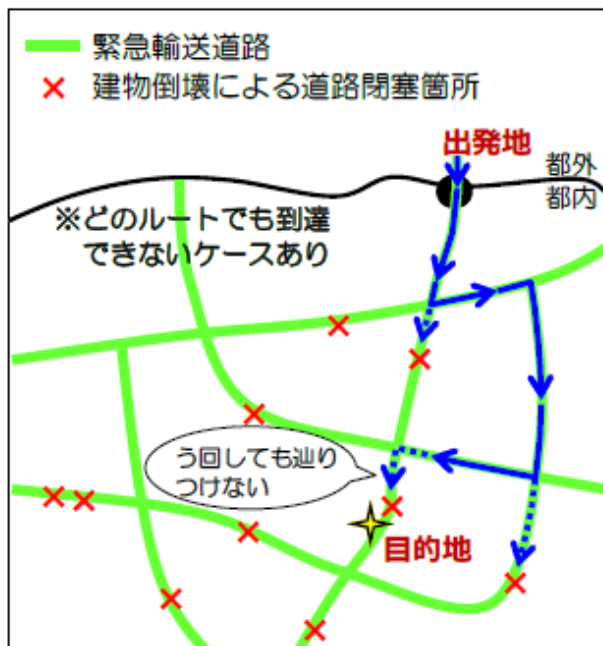 緊急輸送道路
建物倒壊による道路閉塞箇所
出発地
都外
都内
※どのルートでも到達
できないケースあり
う回しても辿り
つけない
目的地